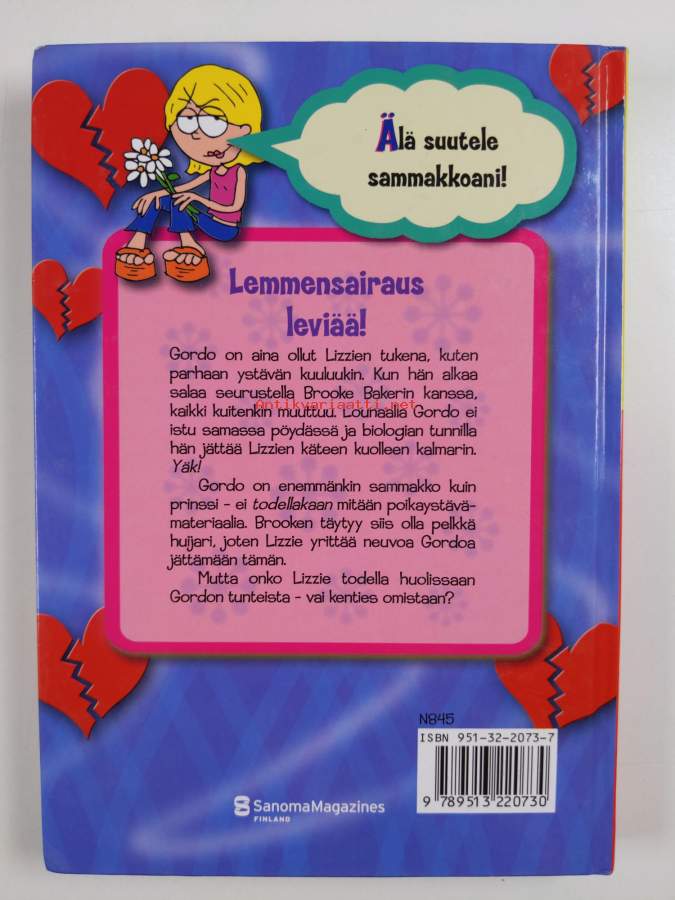 Älä suutele
sammakkoani!
Lemmensairaus
leviää!
Gordo on aina ollut Lizzien tukena, kuten
parhaan ystävän kuuluukin. Kun hän alkaa
salaa seurustella Brooke Bakerin kanssa,
Antikvariaatti.net
kaikki kuitenkin muuttuu. Lounaalla Gordo ei
istu samassa pöydässä ja biologian tunnilla
hän jättää Lizzien käteen kuolleen kalmarin.
Yäk!
Gordo on enemmänkin sammakko kuin
prinssi - ei todellakaan mitään poikaystävä-
materiaalia. Brooken täytyy siis olla pelkkä
huijari, joten Lizzie yrittää neuvoa Gordoa
jättämään tämän.
Mutta onko Lizzie todella huolissaan
Gordon tunteista - vai kenties omistaan?
N845
ISBN 951-32-2073-7
9 789513 220730
SanomaMagazines
FINLAND